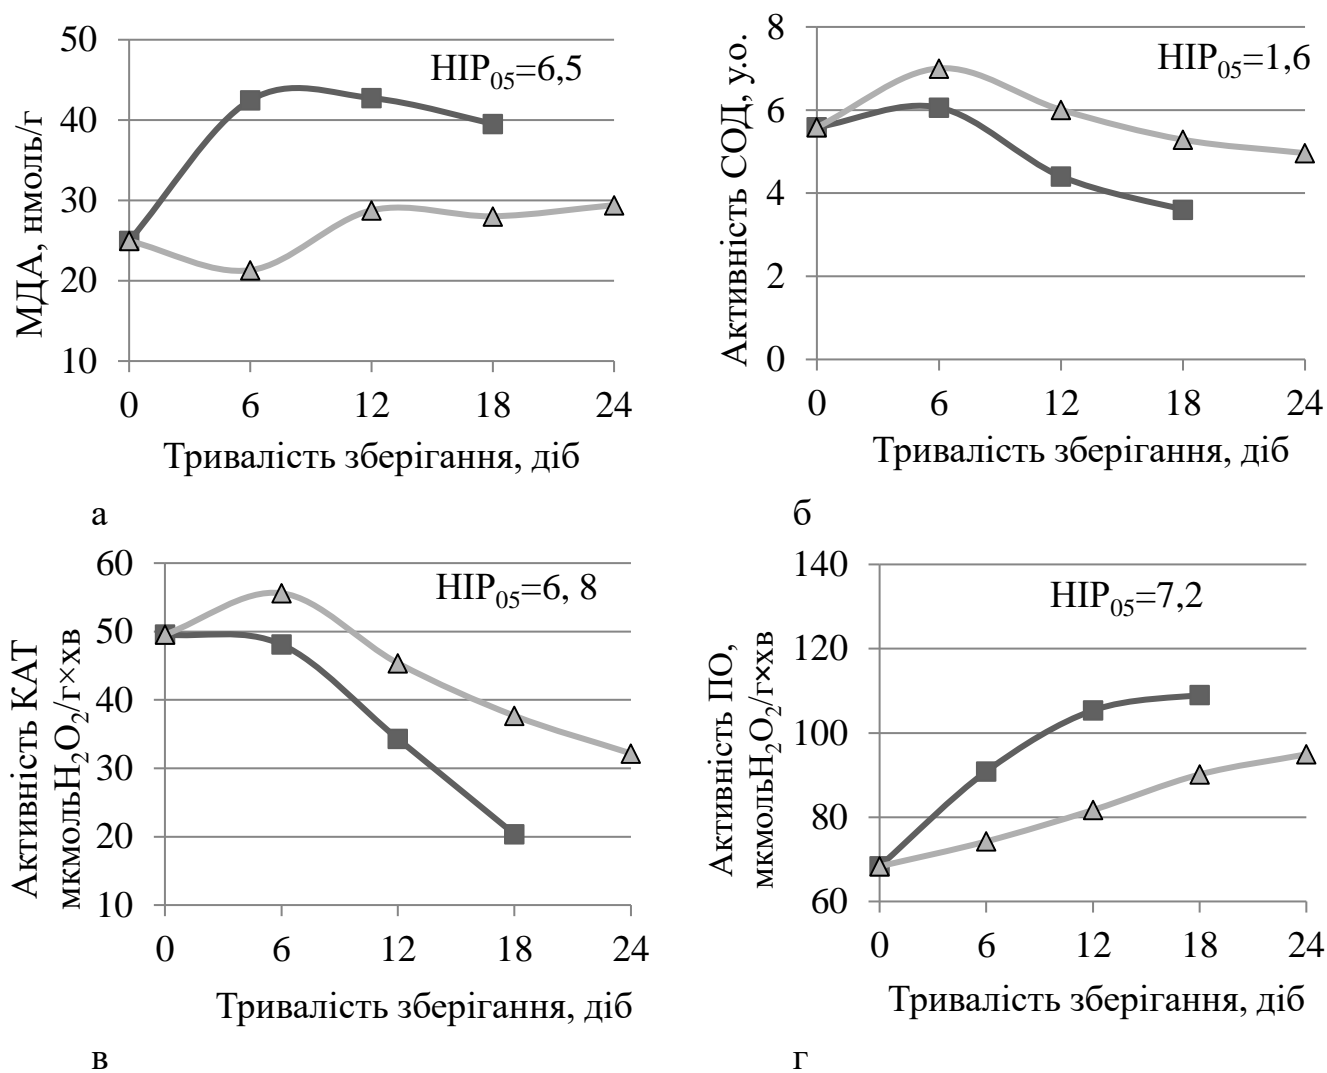 50
40
30
20
10
МДА, нмоль/г
НІР05=6,5
0 6 12 18 24
Тривалість зберігання, діб
а
8
6
4
2
0
Активність СОД, у.о.
НІР05=1,6
0 6 12 18 24
Тривалість зберігання, діб
б
60
50
40
30
20
10
Активність КАТ
мкмольH2O2/г×хв
НІР05=6, 8
0 6 12 18 24
Тривалість зберігання, діб
в
140
120
100
80
60
Активність ПО,
мкмольH2O2/г×хв
НІР05=7,2
0 6 12 18 24
Тривалість зберігання, діб
г